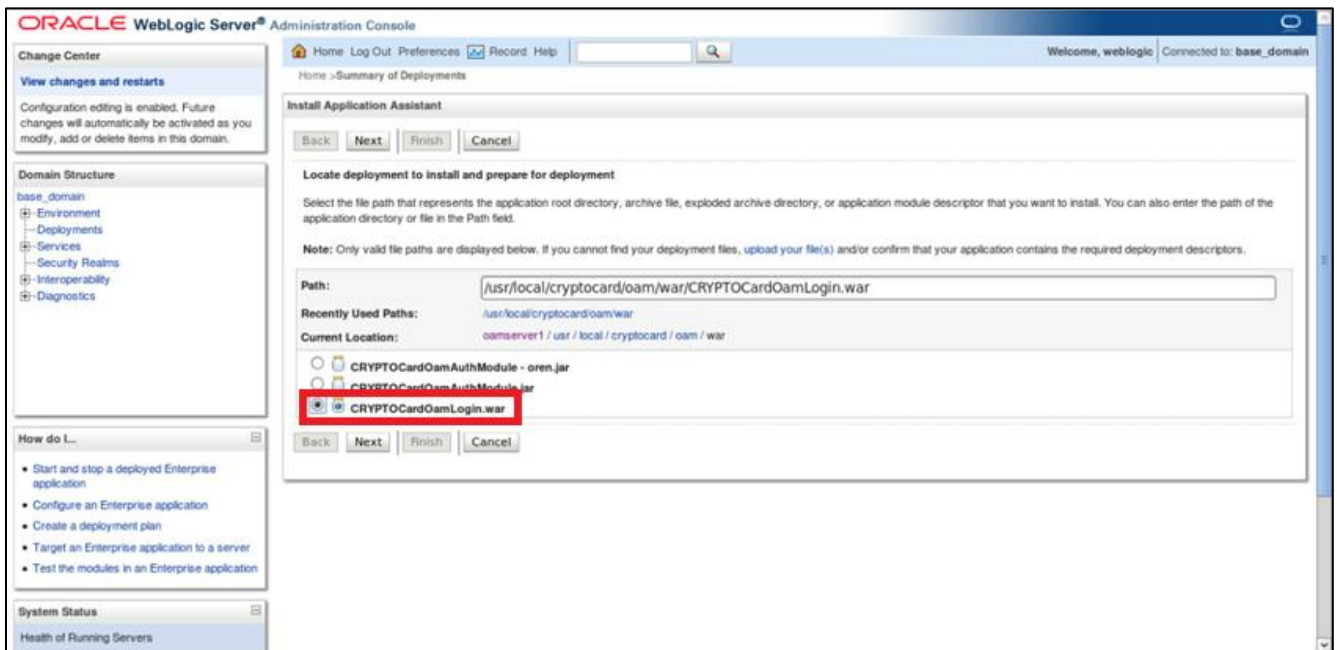 ORACLE WebLogic Server® Administration Console
Change Center
View changes and restarts
Configuration editing is enabled. Future
changes will automatically be activated as you
modify, add or delete items in this domain.
Domain Structure
base_domain
Environment
Deployments
Services
Security Realms
Interoperability
Diagnostics
How do I...
Start and stop a deployed Enterprise
application
Configure an Enterprise application
Create a deployment plan
Target an Enterprise application to a server
Test the modules in an Enterprise application
System Status
Health of Running Servers
Home Log Out Preferences Record Help
Welcome, weblogic Connected to: base_domain
Home >Summary of Deployments
Install Application Assistant
Back Next Finish Cancel
Locate deployment to install and prepare for deployment
Select the file path that represents the application root directory, archive file, exploded archive directory, or application module descriptor that you want to install. You can also enter the path of the
application directory or file in the Path field.
Note: Only valid file paths are displayed below. If you cannot find your deployment files, upload your file(s) and/or confirm that your application contains the required deployment descriptors.
Path: /usr/local/cryptocard/oam/war/CRYPTOCardOamLogin.war
Recently Used Paths: /usr/local/cryptocard/oam/war
Current Location: oamserver1 / usr / local / cryptocard / oam / war
CRYPTOCardOamAuthModule - oren.jar
CRYPTOCardOamAuthModule.jar
CRYPTOCardOamLogin.war
Back Next Finish Cancel